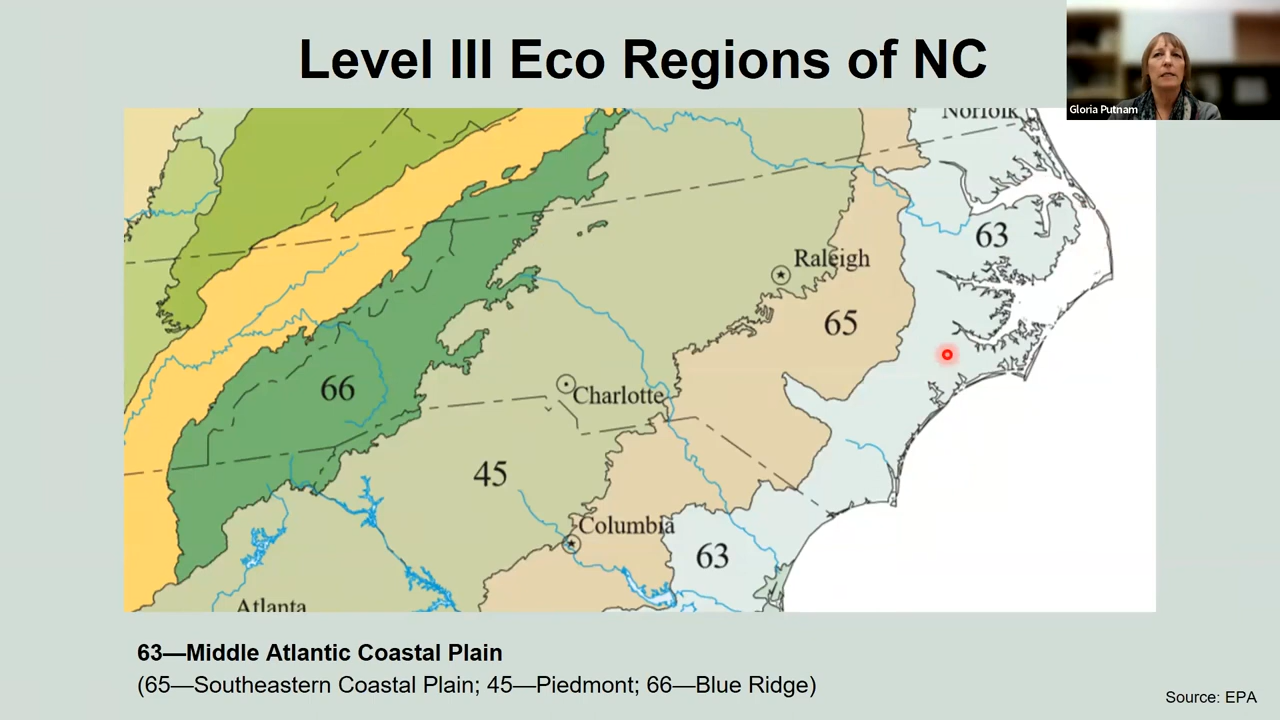 Level III Eco Regions of NC
Gloria Putnam
Norfolk
63
Raleigh
65
66
Charlotte
45
Columbia
63
Atlanta
63—Middle Atlantic Coastal Plain
(65—Southeastern Coastal Plain; 45—Piedmont; 66—Blue Ridge)
Source: EPA